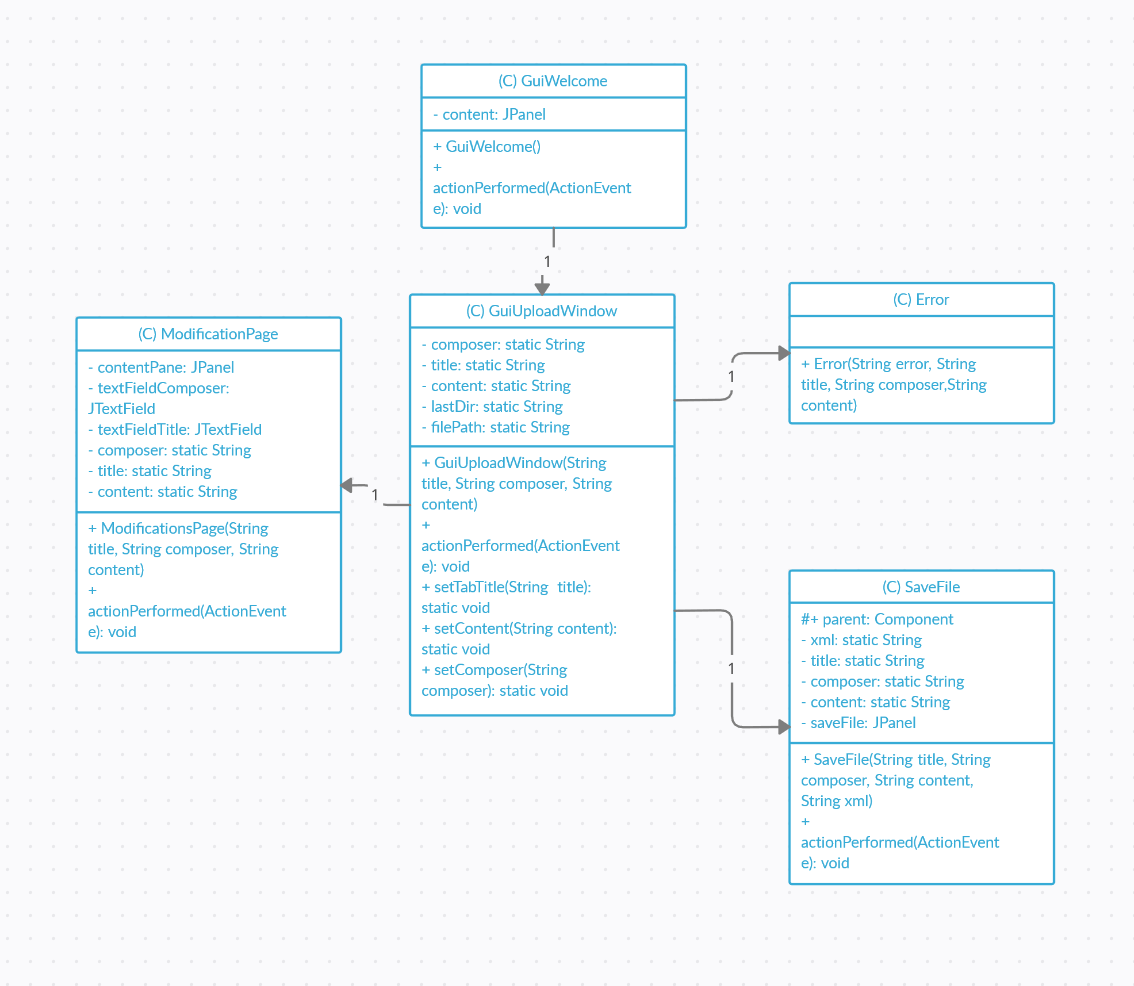 (C) GuiWelcome
- content: JPanel
+ GuiWelcome()
+
actionPerformed(ActionEvent
e): void
1
(C) GuiUploadWindow
- composer: static String
- title: static String
- content: static String
- lastDir: static String
- filePath: static String
+ GuiUploadWindow(String
title, String composer, String
content)
+
actionPerformed(ActionEvent
e): void
+ setTabTitle(String  title):
static void
+ setContent(String content):
static void
+ setComposer(String
composer): static void
1
(C) ModificationPage
- contentPane: JPanel
- textFieldComposer:
JTextField
- textFieldTitle: JTextField
- composer: static String
- title: static String
- content: static String
+ ModificationsPage(String
title, String composer, String
content)
+
actionPerformed(ActionEvent
e): void
1
(C) Error
+ Error(String error, String
title, String composer,String
content)
1
(C) SaveFile
#+ parent: Component
- xml: static String
- title: static String
- composer: static String
- content: static String
- saveFile: JPanel
+ SaveFile(String title, String
composer, String content,
String xml)
+
actionPerformed(ActionEvent
e): void